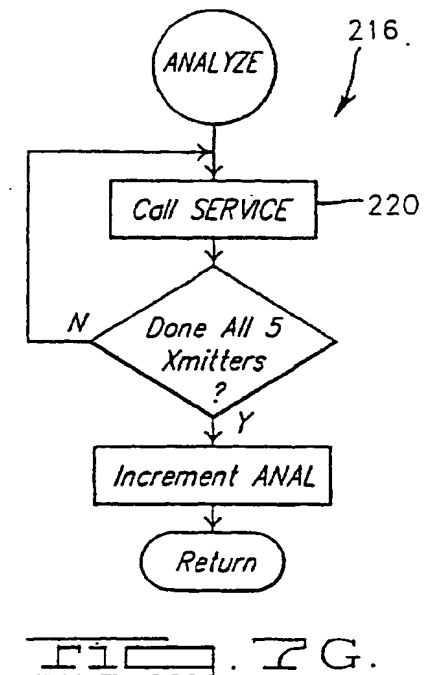 ANALYZE
216.
Call SERVICE
220
N
Done All 5
Xmitters
?
Y
Increment ANAL
Return
FIG. 7G.